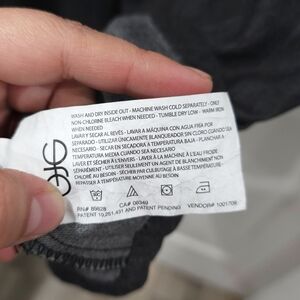 WASH AND DRY INSIDE OUT - MACHINE WASH COLD SEPARATELY - ONLY
NON-CHLORINE BLEACH WHEN NEEDED - TUMBLE DRY LOW - WARM IRON
WHEN NEEDED
LAVAR Y SECAR AL REVÉS - LAVAR A MÁQUINA CON AGUA FRÍA POR
SEPARADO - UTILIZAR ÚNICAMENTE BLANQUEADOR SIN CLORO CUANDO SEA
NECESARIO - SECAR EN SECADORA A TEMPERATURA BAJA - PLANCHAR A
TEMPERATURA MEDIA CUANDO SEA NECESARIO
LAVER ET SÉCHER À L'ENVERS - LAVER À LA MACHINE À L'EAU FROIDE
SÉPARÉMENT - UTILISER SEULEMENT UN AGENT DE BLANCHIMENT NON
CHLORÉ AU BESOIN - SÉCHER PAR CULBUTAGE À BASSE TEMPÉRATURE -
REPASSER À TEMPÉRATURE MOYENNE AU BESOIN
RN# 89828 CA# 08349 VENDOR# 1001709
PATENT 10,251,431 AND PATENT PENDING